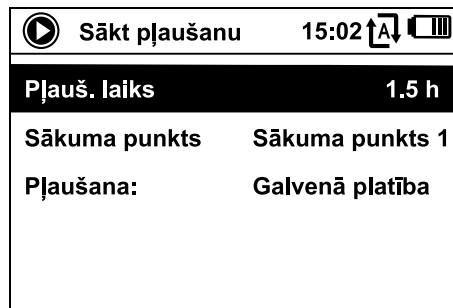 Sākt pļaušanu 15:02 A
Pļauš. laiks 1.5 h
Sākuma punkts Sākuma punkts 1
Pļaušana: Galvenā platība